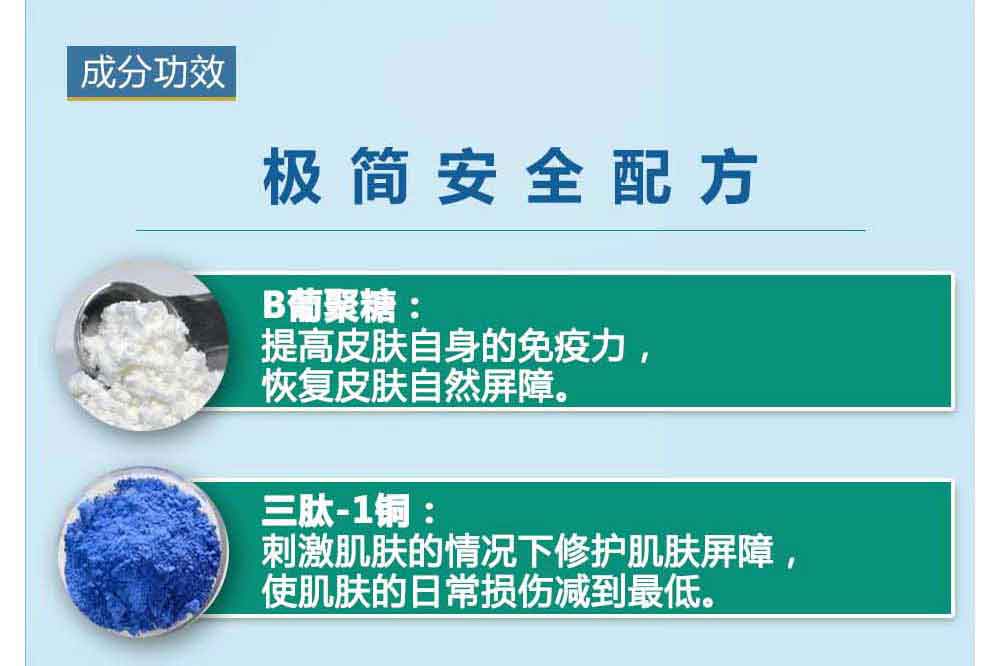 成分功效
极简安全配方
B葡聚糖：
提高皮肤自身的免疫力，
恢复皮肤自然屏障。
三肽-1铜：
刺激肌肤的情况下修护肌肤屏障，
使肌肤的日常损伤减到最低。